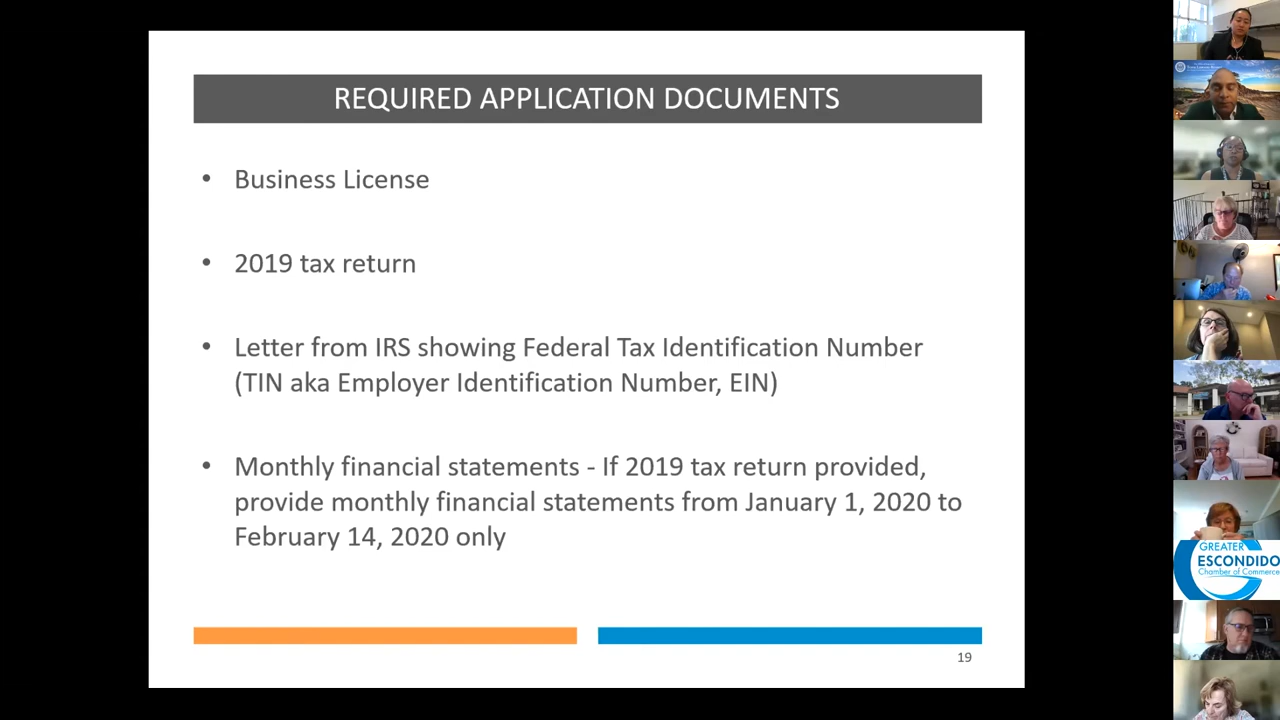 REQUIRED APPLICATION DOCUMENTS
• Business License
• 2019 tax return
• Letter from IRS showing Federal Tax Identification Number
(TIN aka Employer Identification Number, EIN)
• Monthly financial statements - If 2019 tax return provided,
provide monthly financial statements from January 1, 2020 to
February 14, 2020 only
19
GREATER
ESCONDIDO
Chamber of Commerce